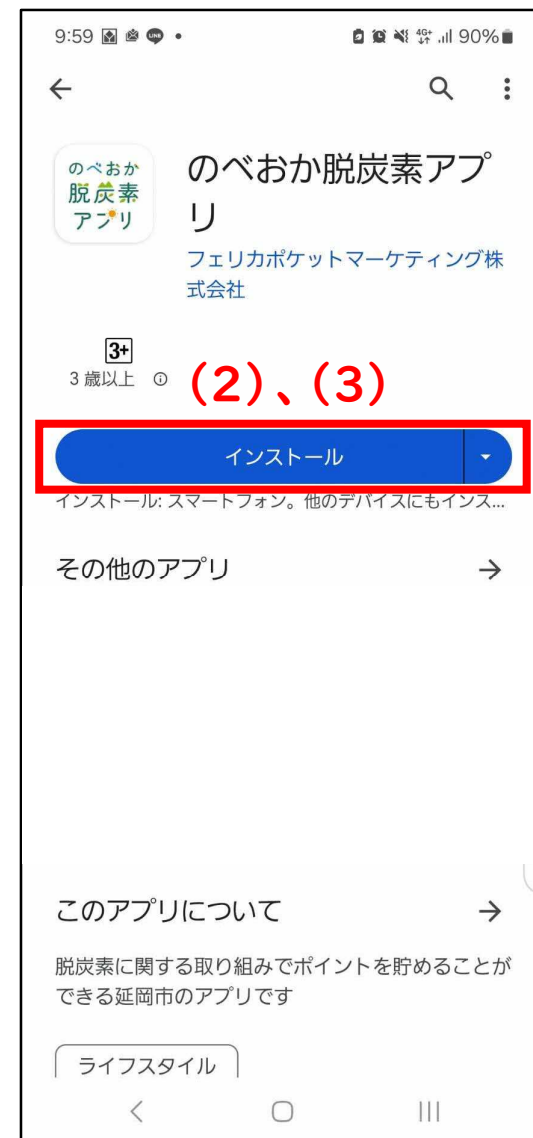 9:59
4G+ 90%
のべおか
脱炭素
アプリ
のべおか脱炭素アプ
リ
フェリカポケットマーケティング株
式会社
3+
3 歳以上
(2)、(3)
インストール
インストール: スマートフォン。他のデバイスにもインス...
その他のアプリ
このアプリについて
脱炭素に関する取り組みでポイントを貯めることが
できる延岡市のアプリです
ライフスタイル